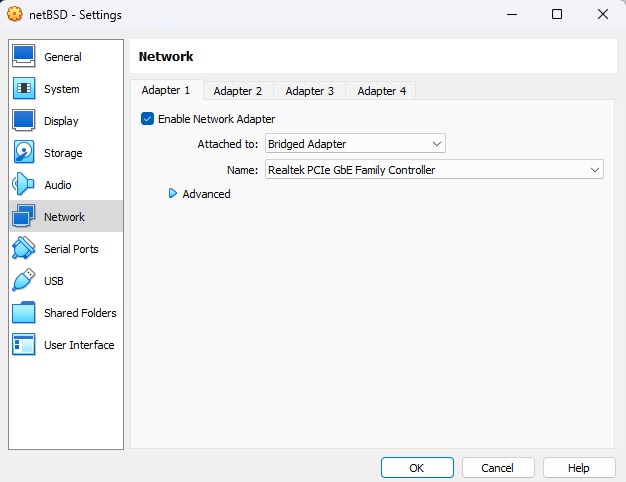 netBSD - Settings
General
System
Display
Storage
Audio
Network
Serial Ports
USB
Shared Folders
User Interface
Network
Adapter 1 Adapter 2 Adapter 3 Adapter 4
Enable Network Adapter
Attached to: Bridged Adapter
Name: Realtek PCIe GbE Family Controller
Advanced
OK Cancel Help